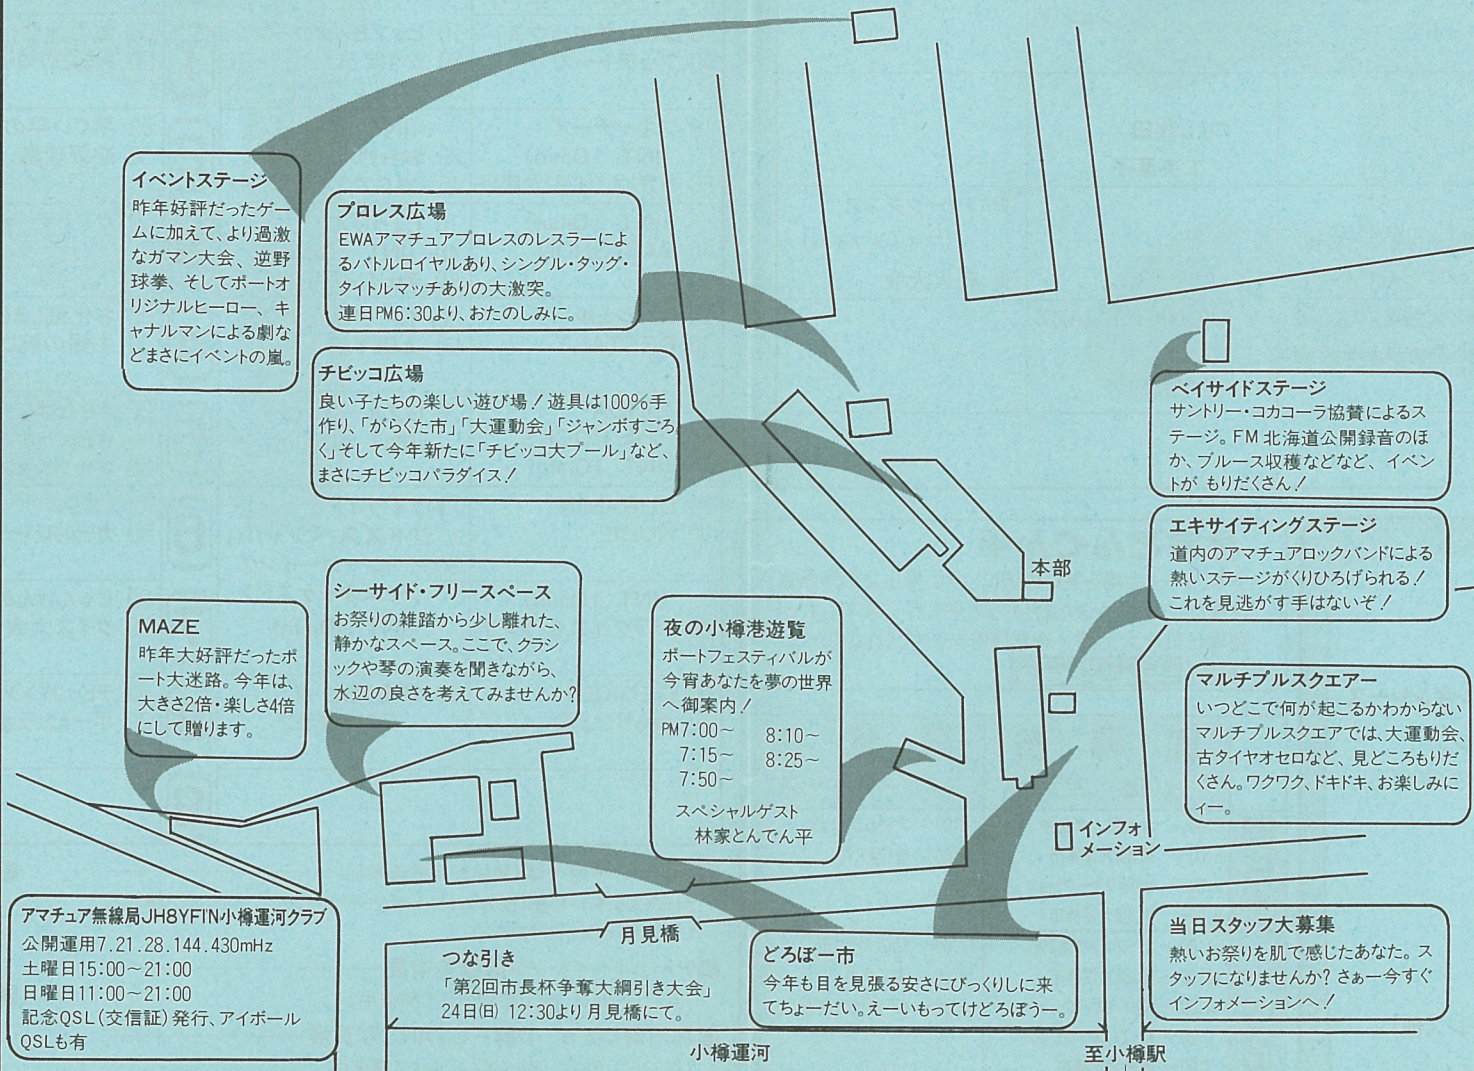 イベントステージ
昨年好評だったゲー
ムに加えて、より過激
なガマン大会、逆野
球拳、そしてポートオ
リジナルヒーロー、キ
ャナルマンによる劇な
どまさにイベントの嵐。
プロレス広場
EWAアマチュアプロレスのレスラーによ
るバトルロイヤルあり、シングル・タッグ・
タイトルマッチありの大激突。
連日PM6:30より、おたのしみに。
チビッコ広場
良い子たちの楽しい遊び場！遊具は100％手
作り、「がらくた市」「大運動会」「ジャンボすごろ
く」そして今年新たに「チビッコ大プール」など、
まさにチビッコパラダイス！
ベイサイドステージ
サントリー・コカコーラ協賛によるス
テージ。FM北海道公開録音のほ
か、ブルース収穫などなど、イベン
トが もりだくさん！
エキサイティングステージ
道内のアマチュアロックバンドによる
熱いステージがくりひろげられる！
これを見逃がす手はないぞ！
本部
MAZE
昨年大好評だったポ
ート大迷路。今年は、
大きさ2倍・楽しさ4倍
にして贈ります。
シーサイド・フリースペース
お祭りの雑踏から少し離れた、
静かなスペース。ここで、クラシ
ックや琴の演奏を聞きながら、
水辺の良さを考えてみませんか?
夜の小樽港遊覧
ポートフェスティバルが
今宵あなたを夢の世界
へ御案内！
PM7:00～ 8:10～
7:15～ 8:25～
7:50～
スペシャルゲスト
林家とんでん平
マルチプルスクエアー
いつどこで何が起こるかわからない
マルチプルスクエアでは、大運動会、
古タイヤオセロなど、見どころもりだ
くさん。ワクワク、ドキドキ、お楽しみに
ィー。
インフォ
メーション
アマチュア無線局JH8YFI'N小樽運河クラブ
公開運用7.21.28.144.430mHz
土曜日15:00～21:00
日曜日11:00～21:00
記念QSL(交信証)発行、アイボール
QSLも有
月見橋
つな引き
「第2回市長杯争奪大綱引き大会」
24日(日) 12:30より月見橋にて。
どろぼー市
今年も目を見張る安さにびっくりしに来
てちょーだい。えーいもってけどろぼうー。
当日スタッフ大募集
熱いお祭りを肌で感じたあなた。ス
タッフになりませんか? さぁー今すぐ
インフォメーションへ！
小樽運河
至小樽駅